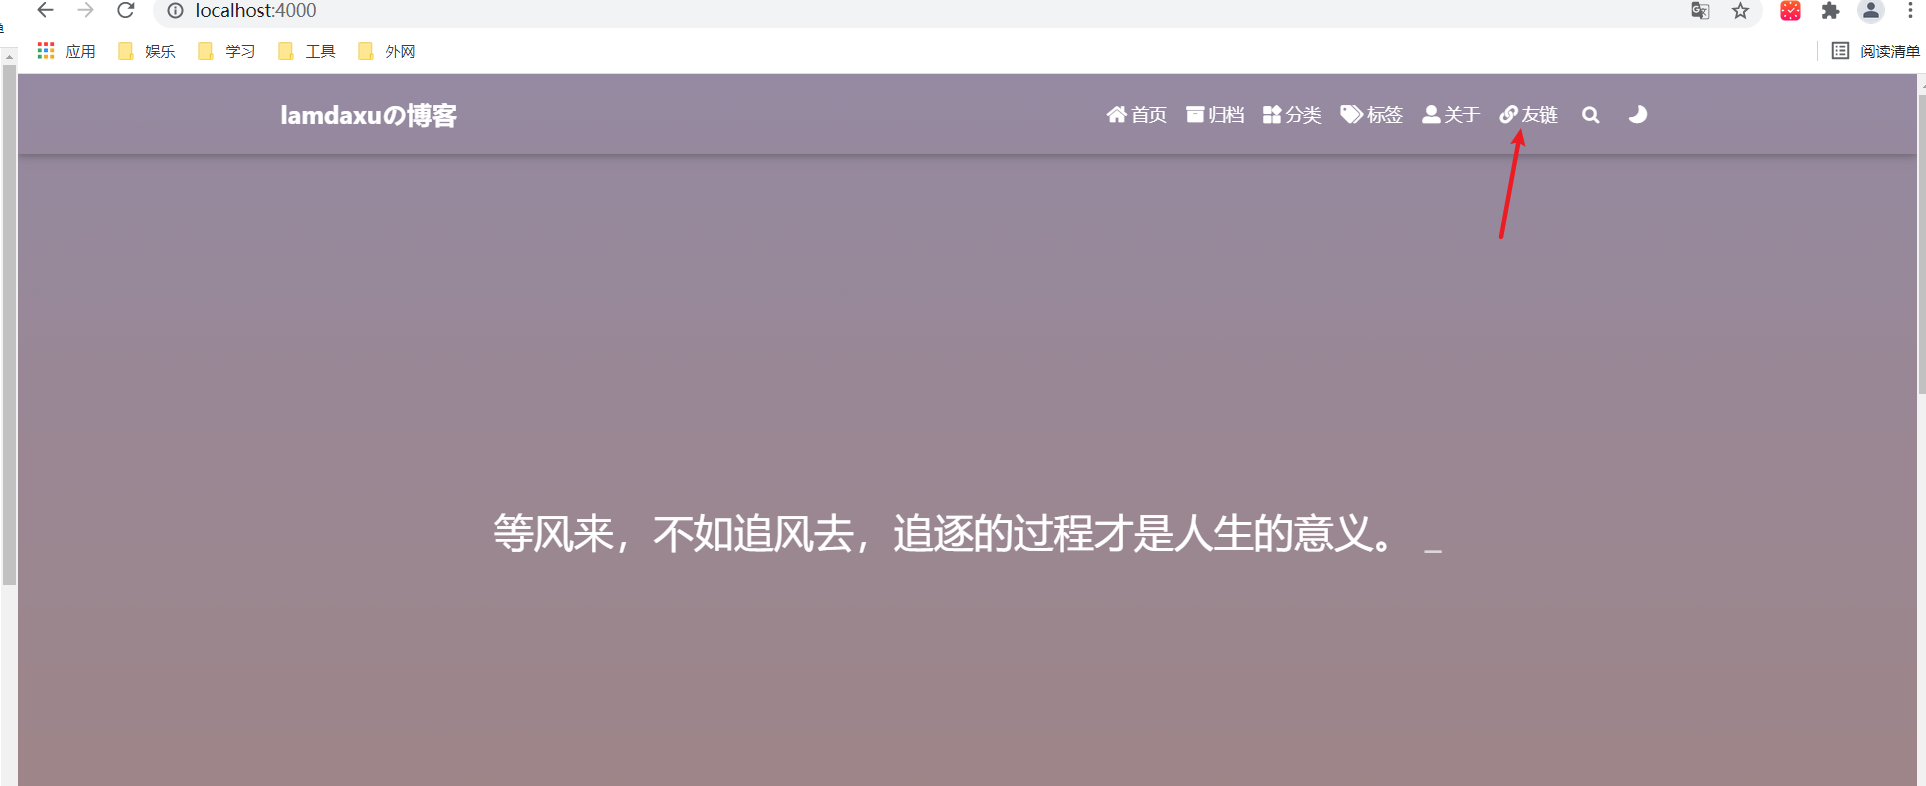 localhost:4000
应用 娱乐 学习 工具 外网 阅读清单
lamdaxuの博客 首页 归档 分类 标签 关于 友链
等风来，不如追风去，追逐的过程才是人生的意义。 _